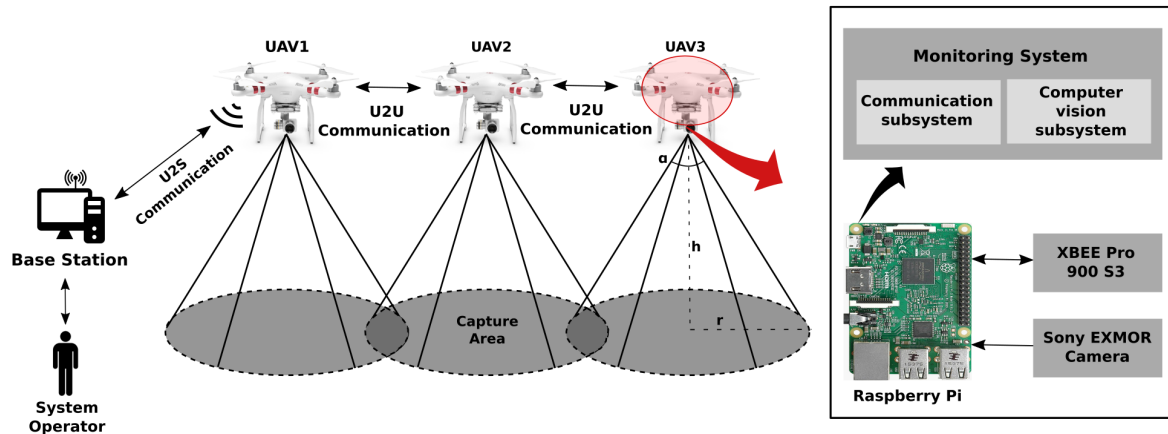 UAV1
UAV2
UAV3
U2U
Communication
U2U
Communication
U2S
Communication
Base Station
System
Operator
Capture
Area
α
h
r
Monitoring System
Communication
subsystem
Computer
vision
subsystem
XBEE Pro
900 S3
Sony EXMOR
Camera
Raspberry Pi